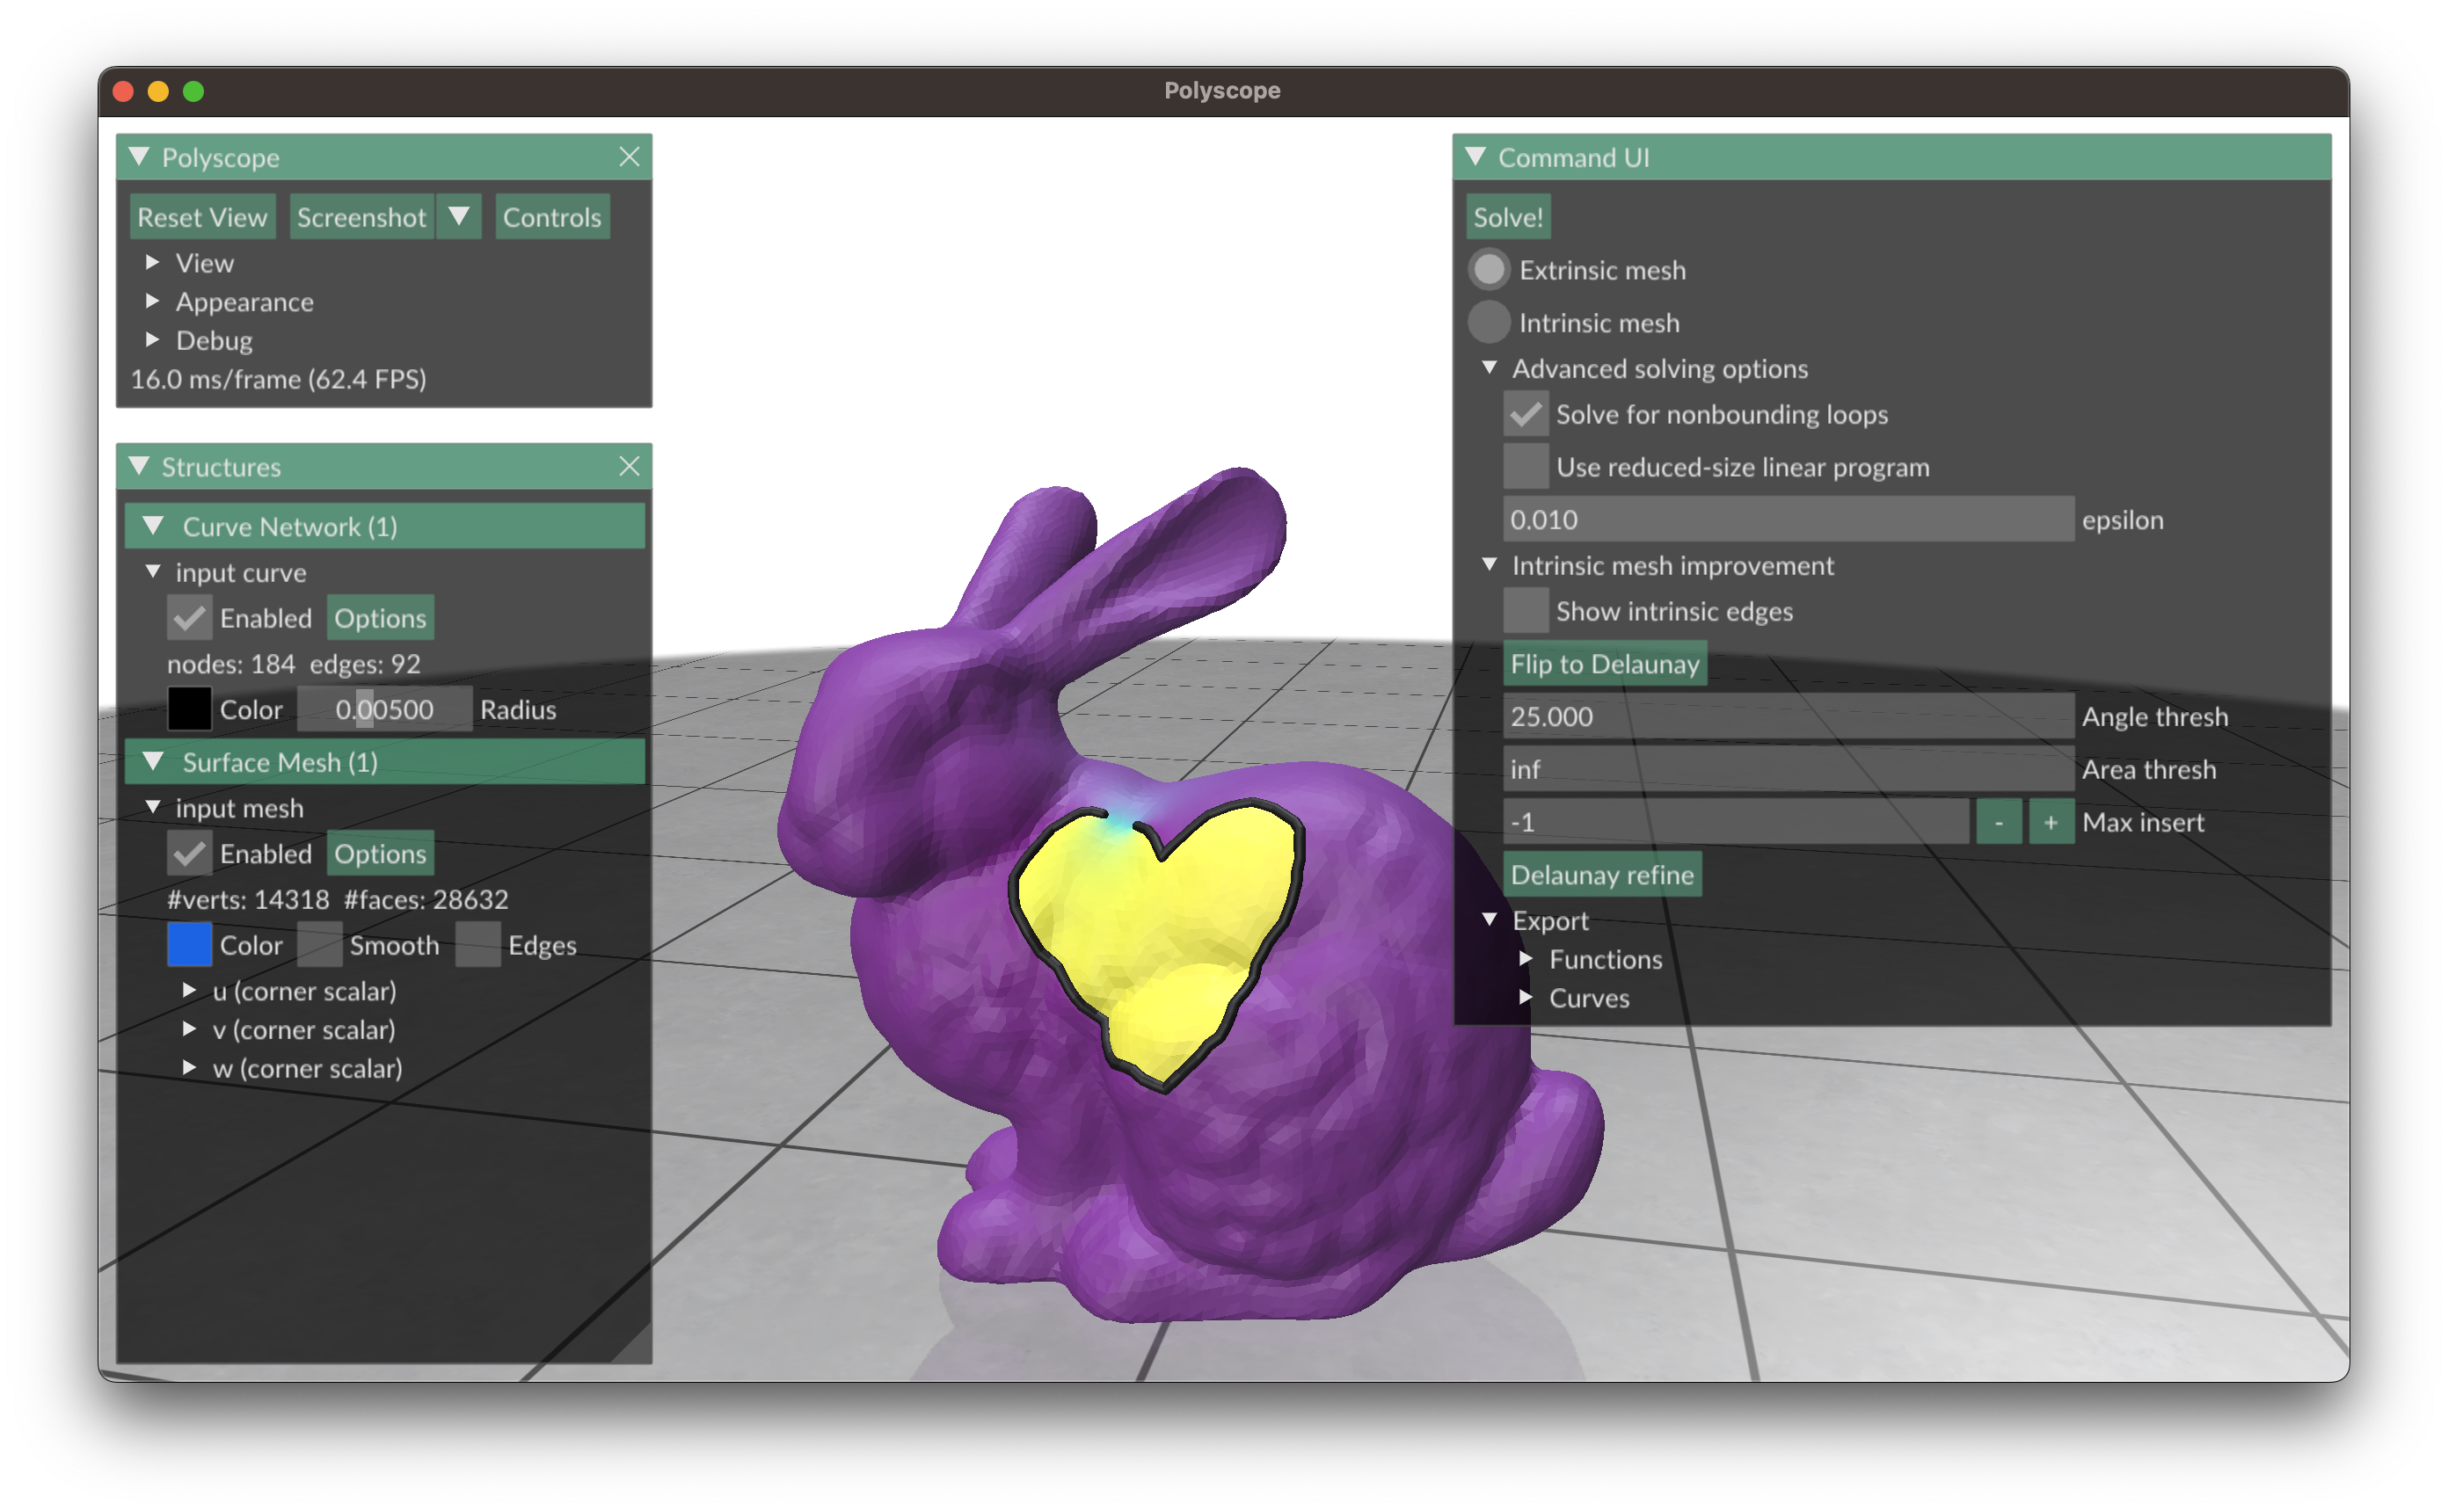 Polyscope
Polyscope
Reset View Screenshot Controls
View
Appearance
Debug
16.0 ms/frame (62.4 FPS)
Structures
Curve Network (1)
input curve
Enabled Options
nodes: 184 edges: 92
Color 0.00500 Radius
Surface Mesh (1)
input mesh
Enabled Options
#verts: 14318 #faces: 28632
Color Smooth Edges
u (corner scalar)
v (corner scalar)
w (corner scalar)
Command UI
Solve!
Extrinsic mesh
Intrinsic mesh
Advanced solving options
Solve for nonbounding loops
Use reduced-size linear program
0.010 epsilon
Intrinsic mesh improvement
Show intrinsic edges
Flip to Delaunay
25.000 Angle thresh
inf Area thresh
-1 - + Max insert
Delaunay refine
Export
Functions
Curves